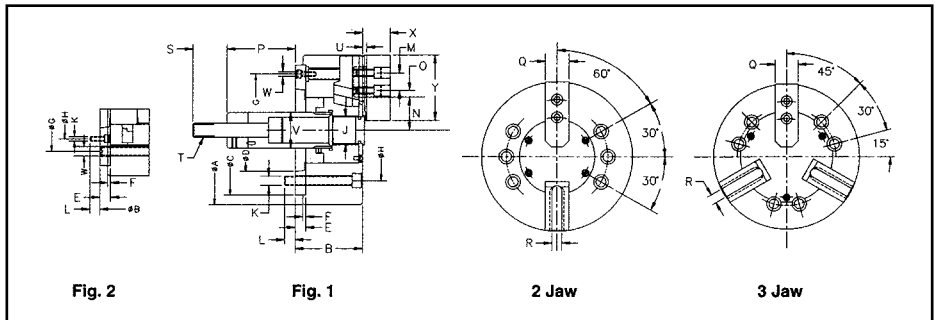 S
P
U
X
M
O
W
G
Y
N
V
J
T
øA
øC
øD
øH
K
F
E
L
B
øG
øH
K
W
F
E
L
øB
Q
60°
30°
30°
R
Q
45°
30°
15°
R
Fig. 2
Fig. 1
2 Jaw
3 Jaw